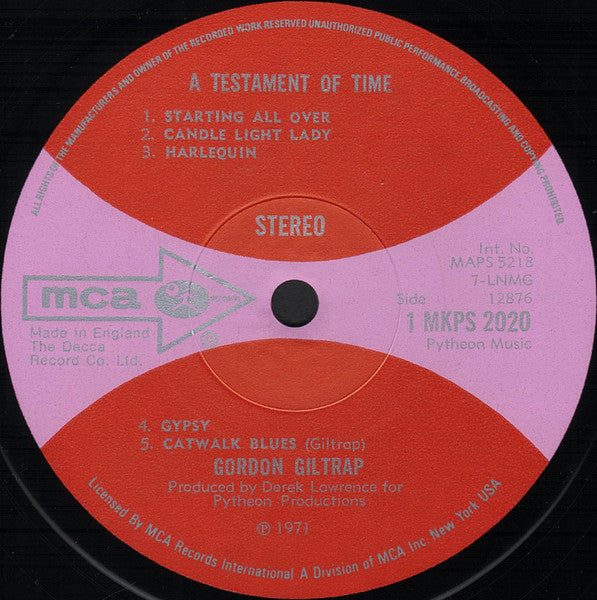 ALL RIGHTS OF THE MANUFACTURERS AND OWNER OF THE RECORDED WORK RESERVED UNAUTHORIZED PUBLIC PERFORMANCE, BROADCASTING AND COPYING PROHIBITED.
A TESTAMENT OF TIME
1. STARTING ALL OVER
2. CANDLE LIGHT LADY
3. HARLEQUIN
STEREO
mca
®
Made in England
The Decca
Record Co. Ltd.
Int. No.
MAPS 5218
7-LNMG
Side 12876
1 MKPS 2020
Pytheon Music
4. GYPSY
5. CATWALK BLUES (Giltrap)
GORDON GILTRAP
Produced by Derek Lawrence for
Pytheon Productions
℗ 1971
Licensed By MCA Records International A Division of MCA Inc. New York USA